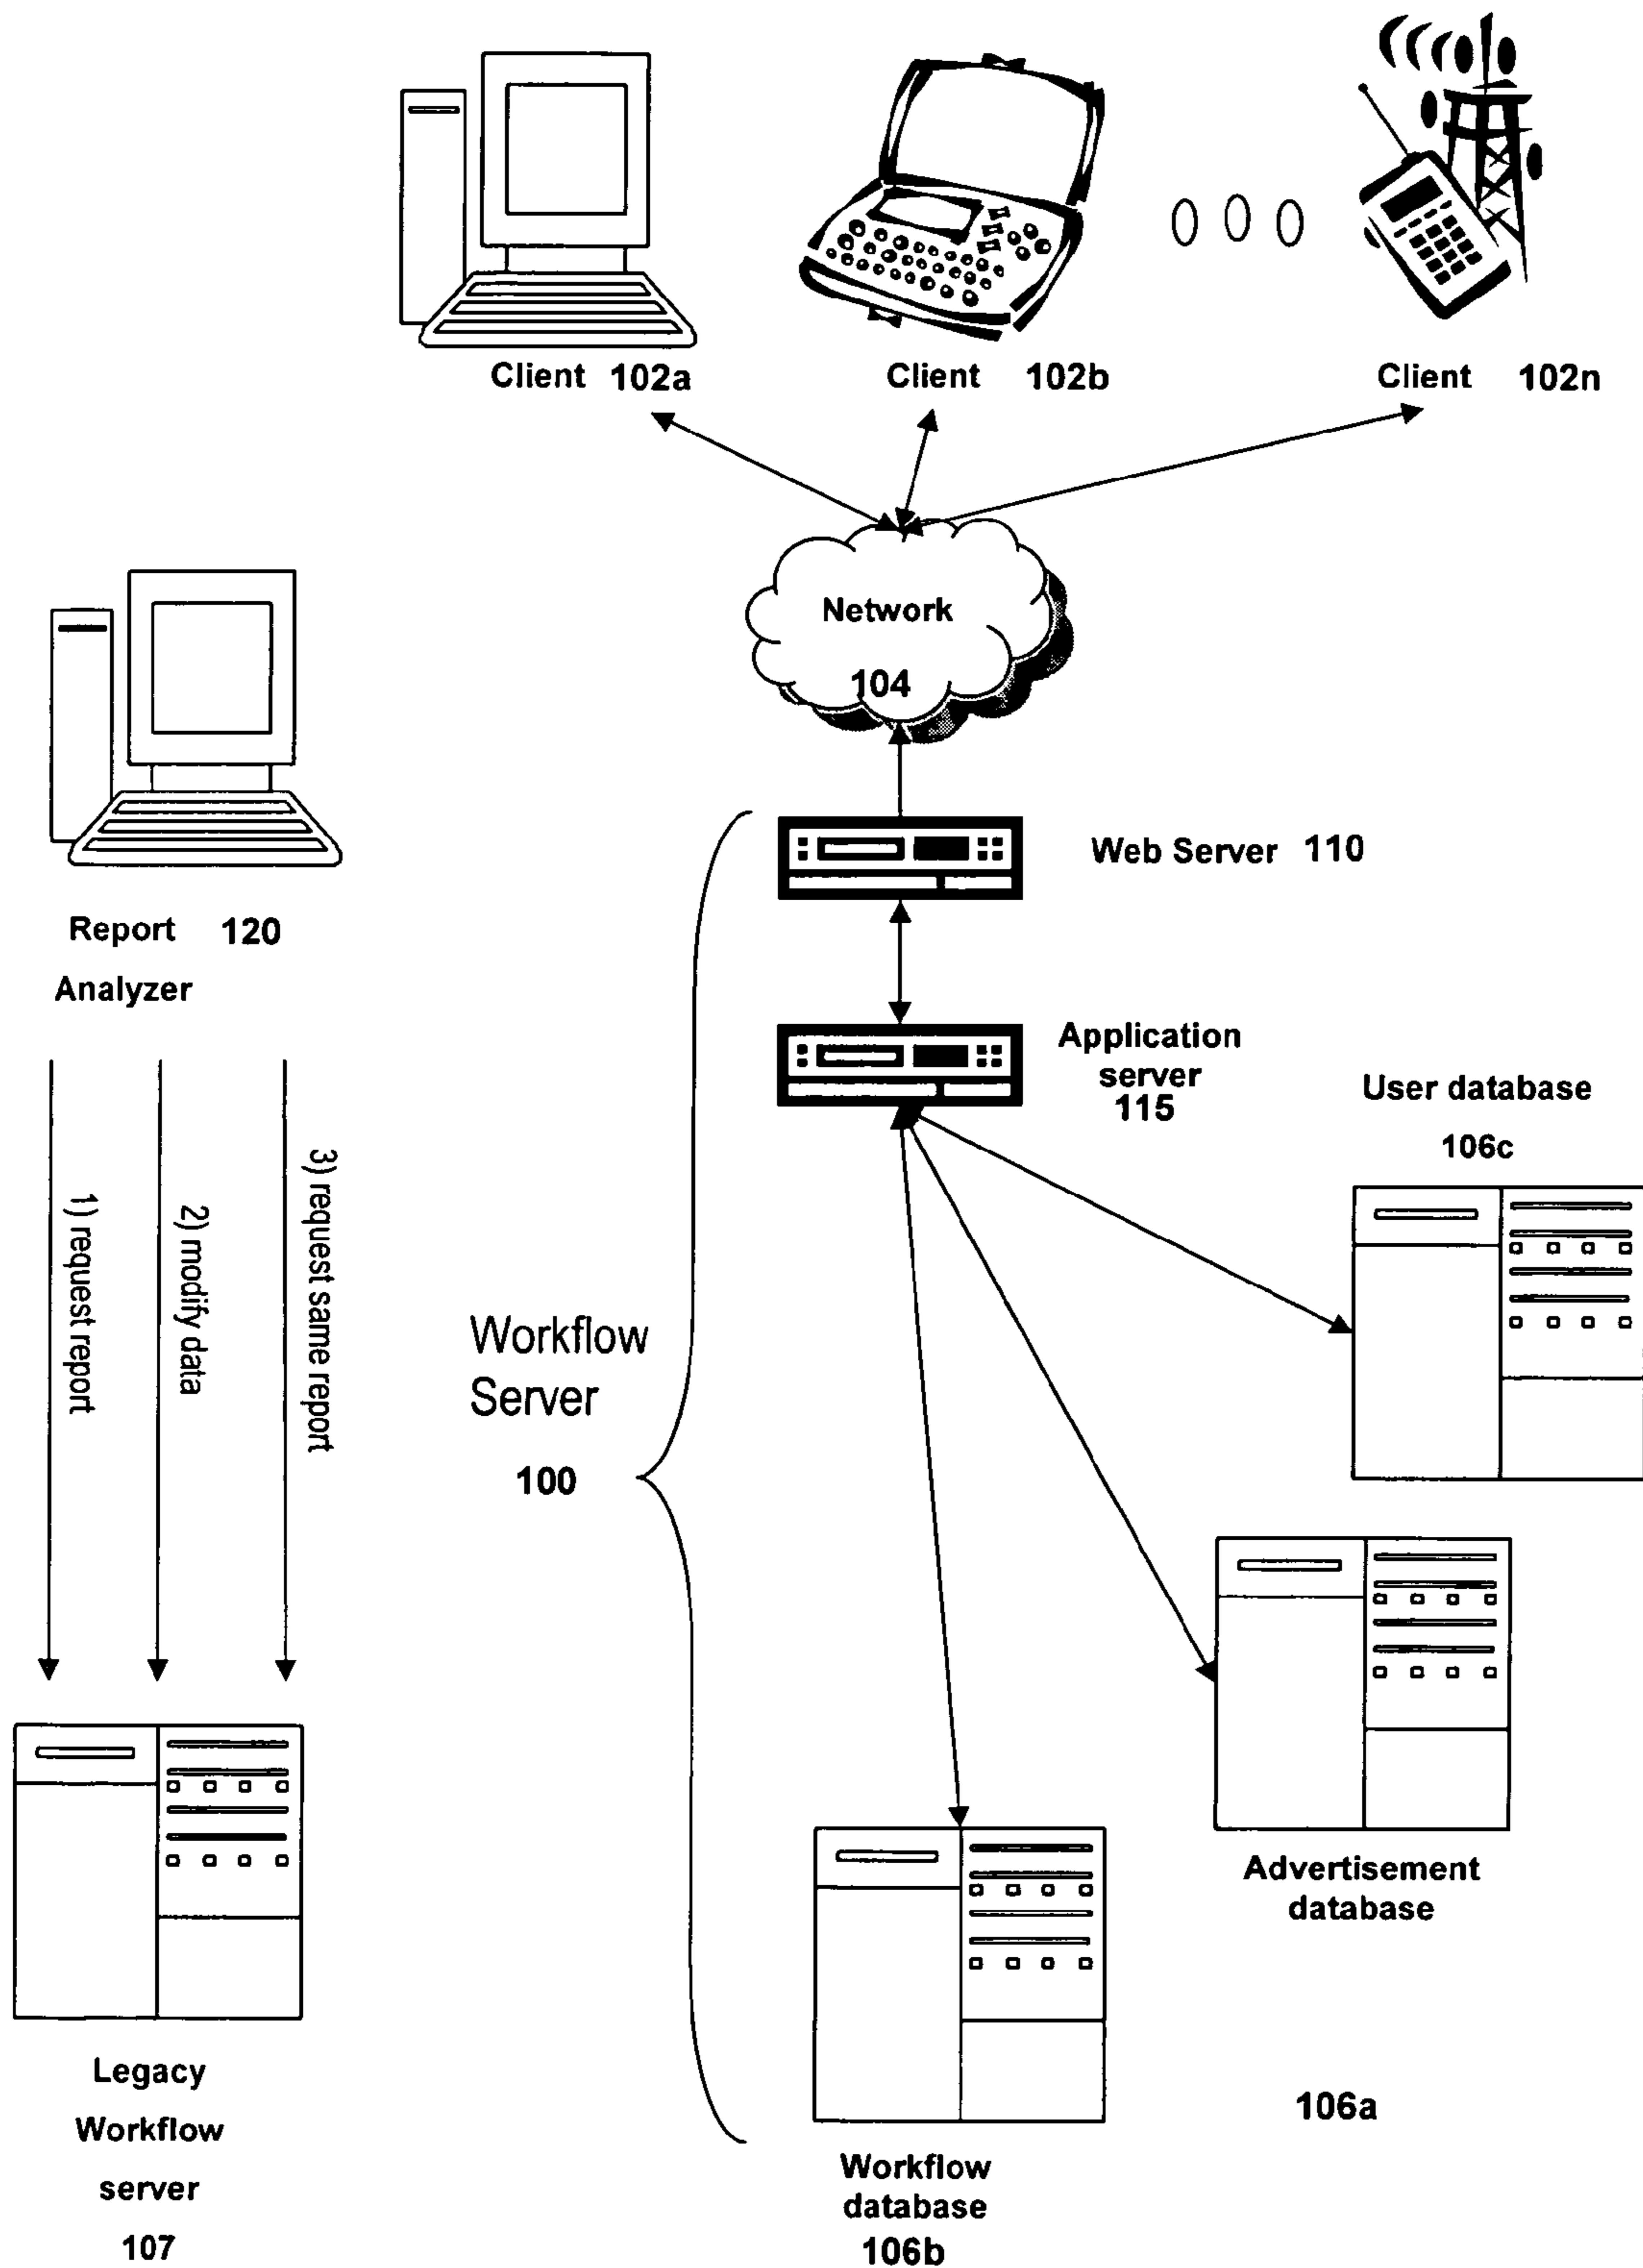 Client 102a
Client 102b
Client 102n
Network
104
Web Server 110
Report 120
Analyzer
Application
server
115
User database
106c
1) request report
2) modify data
3) request same report
Workflow
Server
100
Advertisement
database
106a
Legacy
Workflow
server
107
Workflow
database
106b